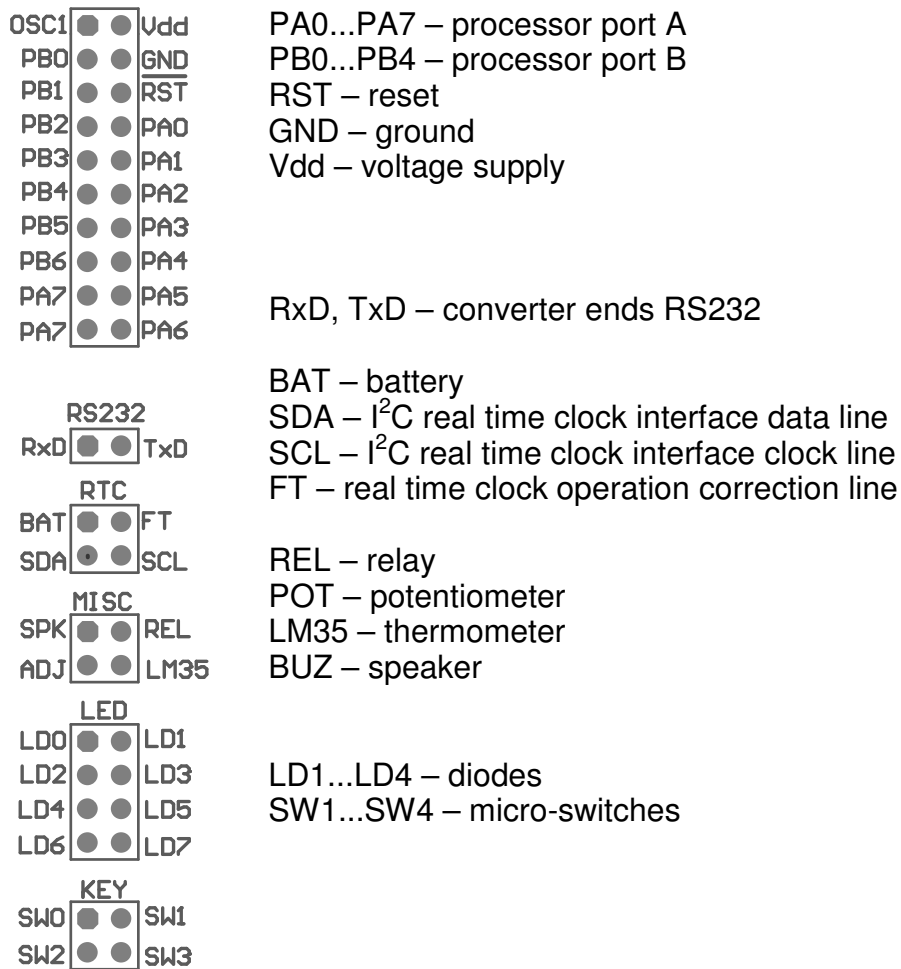 OSC1 Vdd PA0...PA7 – processor port A
PB0 GND PB0...PB4 – processor port B
PB1 RST RST – reset
PB2 PA0 GND – ground
PB3 PA1 Vdd – voltage supply
PB4 PA2
PB5 PA3
PB6 PA4
PA7 PA5 RxD, TxD – converter ends RS232
PA7 PA6
BAT – battery
RS232 SDA – I²C real time clock interface data line
RxD TxD SCL – I²C real time clock interface clock line
RTC FT – real time clock operation correction line
BAT FT
SDA SCL REL – relay
MISC POT – potentiometer
SPK REL LM35 – thermometer
ADJ LM35 BUZ – speaker
LED
LD0 LD1
LD2 LD3 LD1...LD4 – diodes
LD4 LD5 SW1...SW4 – micro-switches
LD6 LD7
KEY
SW0 SW1
SW2 SW3